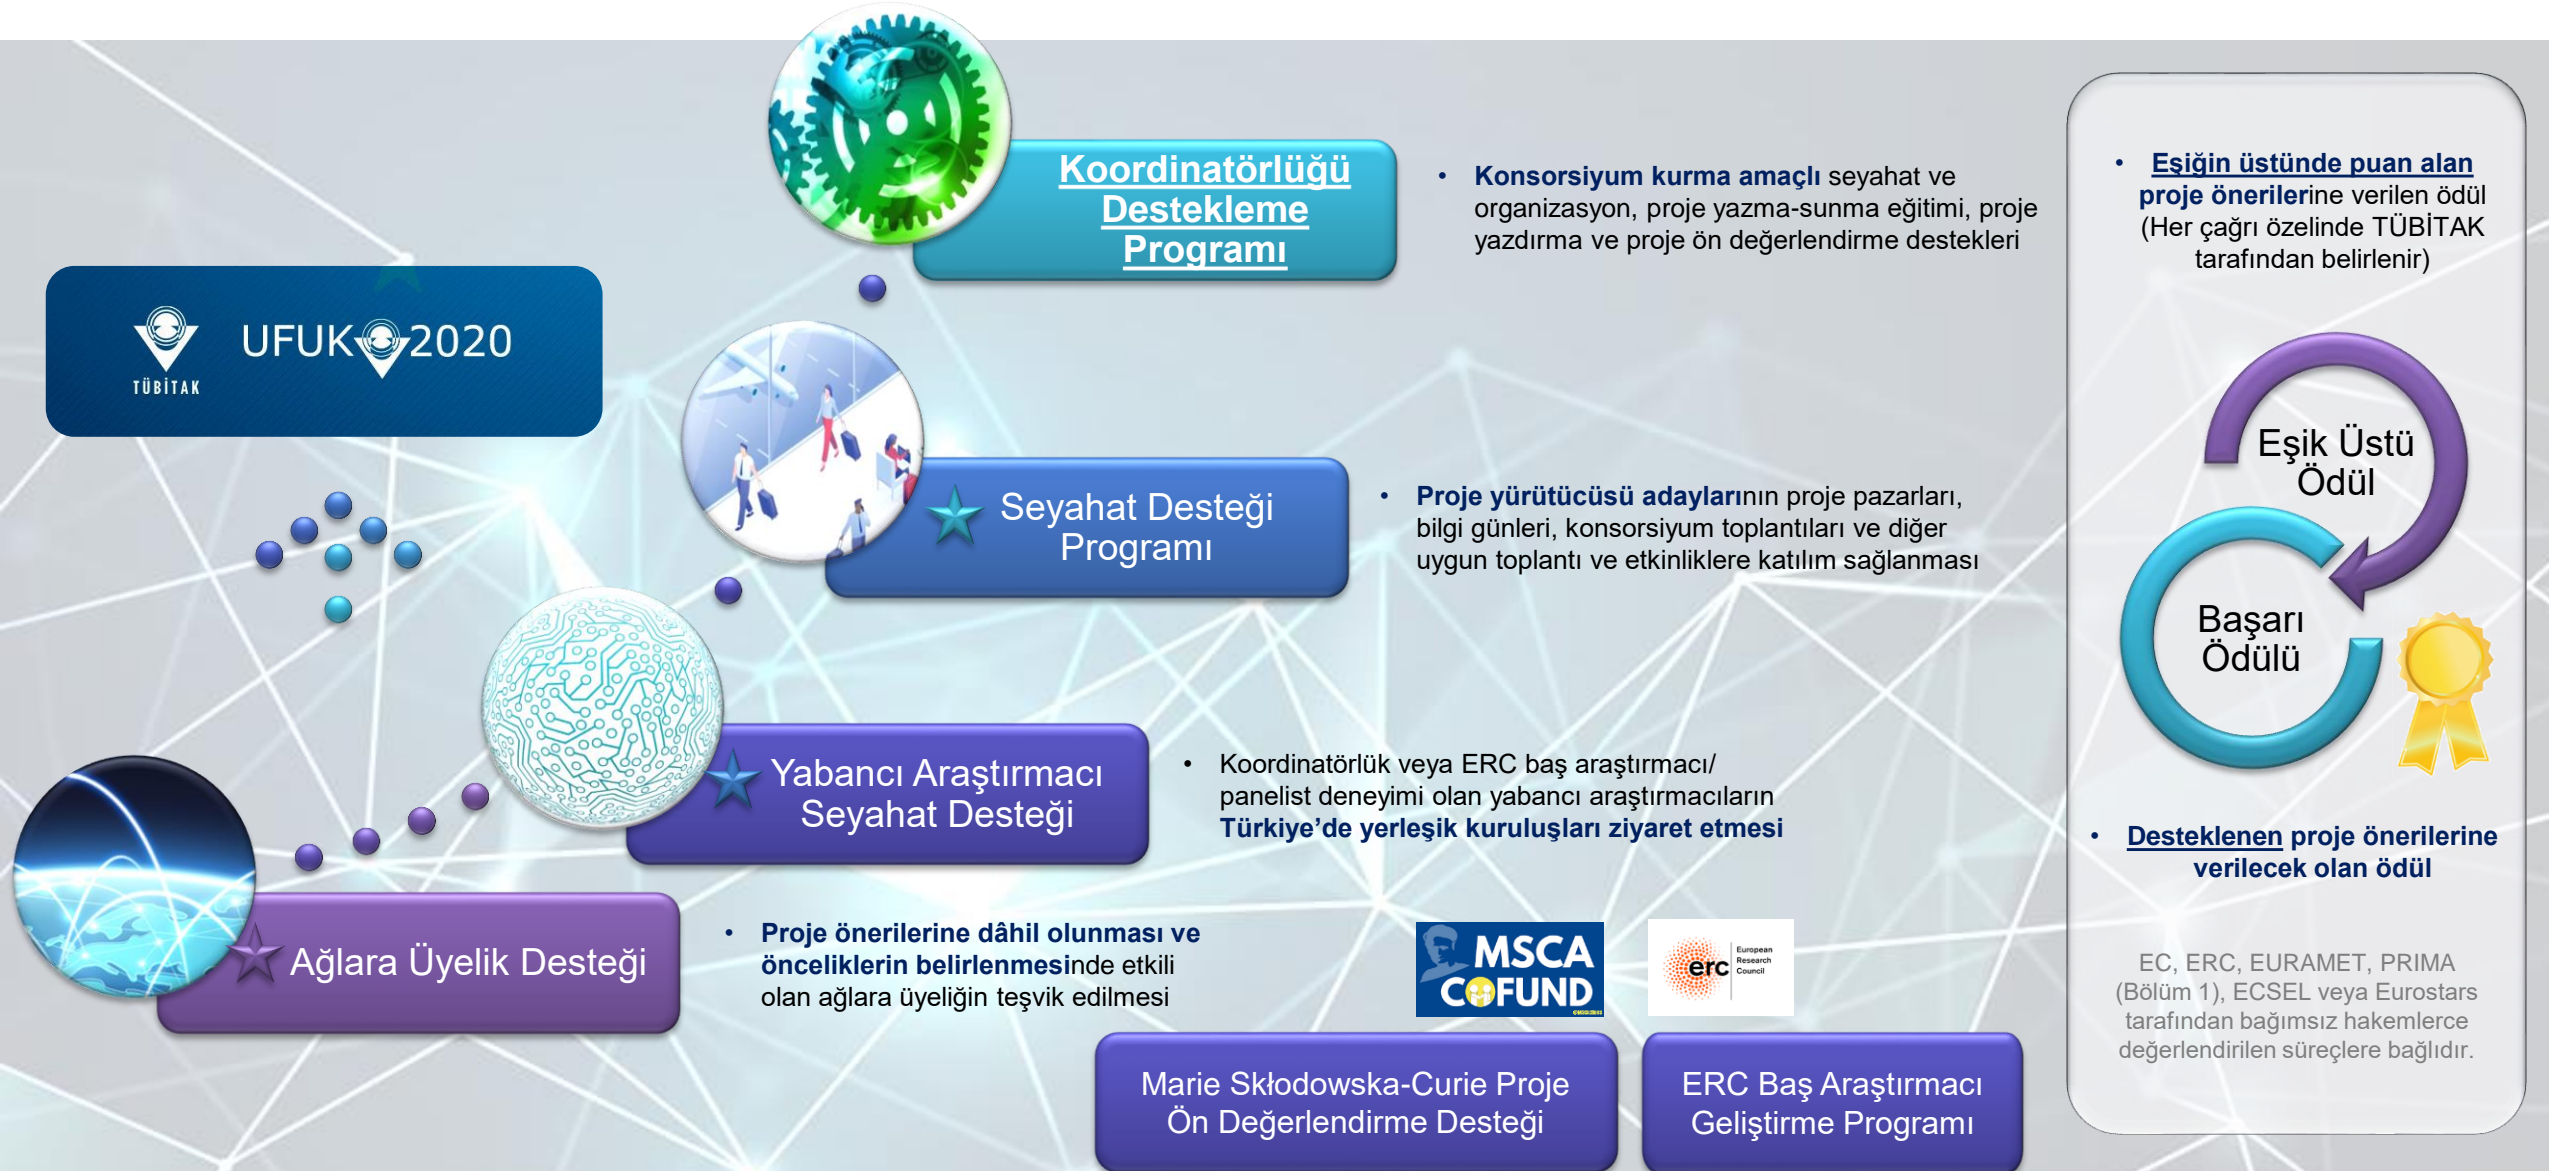 Koordinatörlüğü
Destekleme
Programı
• Konsorsiyum kurma amaçlı seyahat ve
organizasyon, proje yazma-sunma eğitimi, proje
yazdırma ve proje ön değerlendirme destekleri
TÜBİTAK
UFUK 2020
Seyahat Desteği
Programı
• Proje yürütücüsü adaylarının proje pazarları,
bilgi günleri, konsorsiyum toplantıları ve diğer
uygun toplantı ve etkinliklere katılım sağlanması
Yabancı Araştırmacı
Seyahat Desteği
• Koordinatörlük veya ERC baş araştırmacı/
panelist deneyimi olan yabancı araştırmacıların
Türkiye’de yerleşik kuruluşları ziyaret etmesi
Ağlara Üyelik Desteği
• Proje önerilerine dâhil olunması ve
önceliklerin belirlenmesinde etkili
olan ağlara üyeliğin teşvik edilmesi
MSCA
COFUND
erc
European
Research
Council
Marie Skłodowska-Curie Proje
Ön Değerlendirme Desteği
ERC Baş Araştırmacı
Geliştirme Programı
• Eşiğin üstünde puan alan
proje önerilerine verilen ödül
(Her çağrı özelinde TÜBİTAK
tarafından belirlenir)
Eşik Üstü
Ödül
Başarı
Ödülü
• Desteklenen proje önerilerine
verilecek olan ödül
EC, ERC, EURAMET, PRIMA
(Bölüm 1), ECSEL veya Eurostars
tarafından bağımsız hakemlerce
değerlendirilen süreçlere bağlıdır.